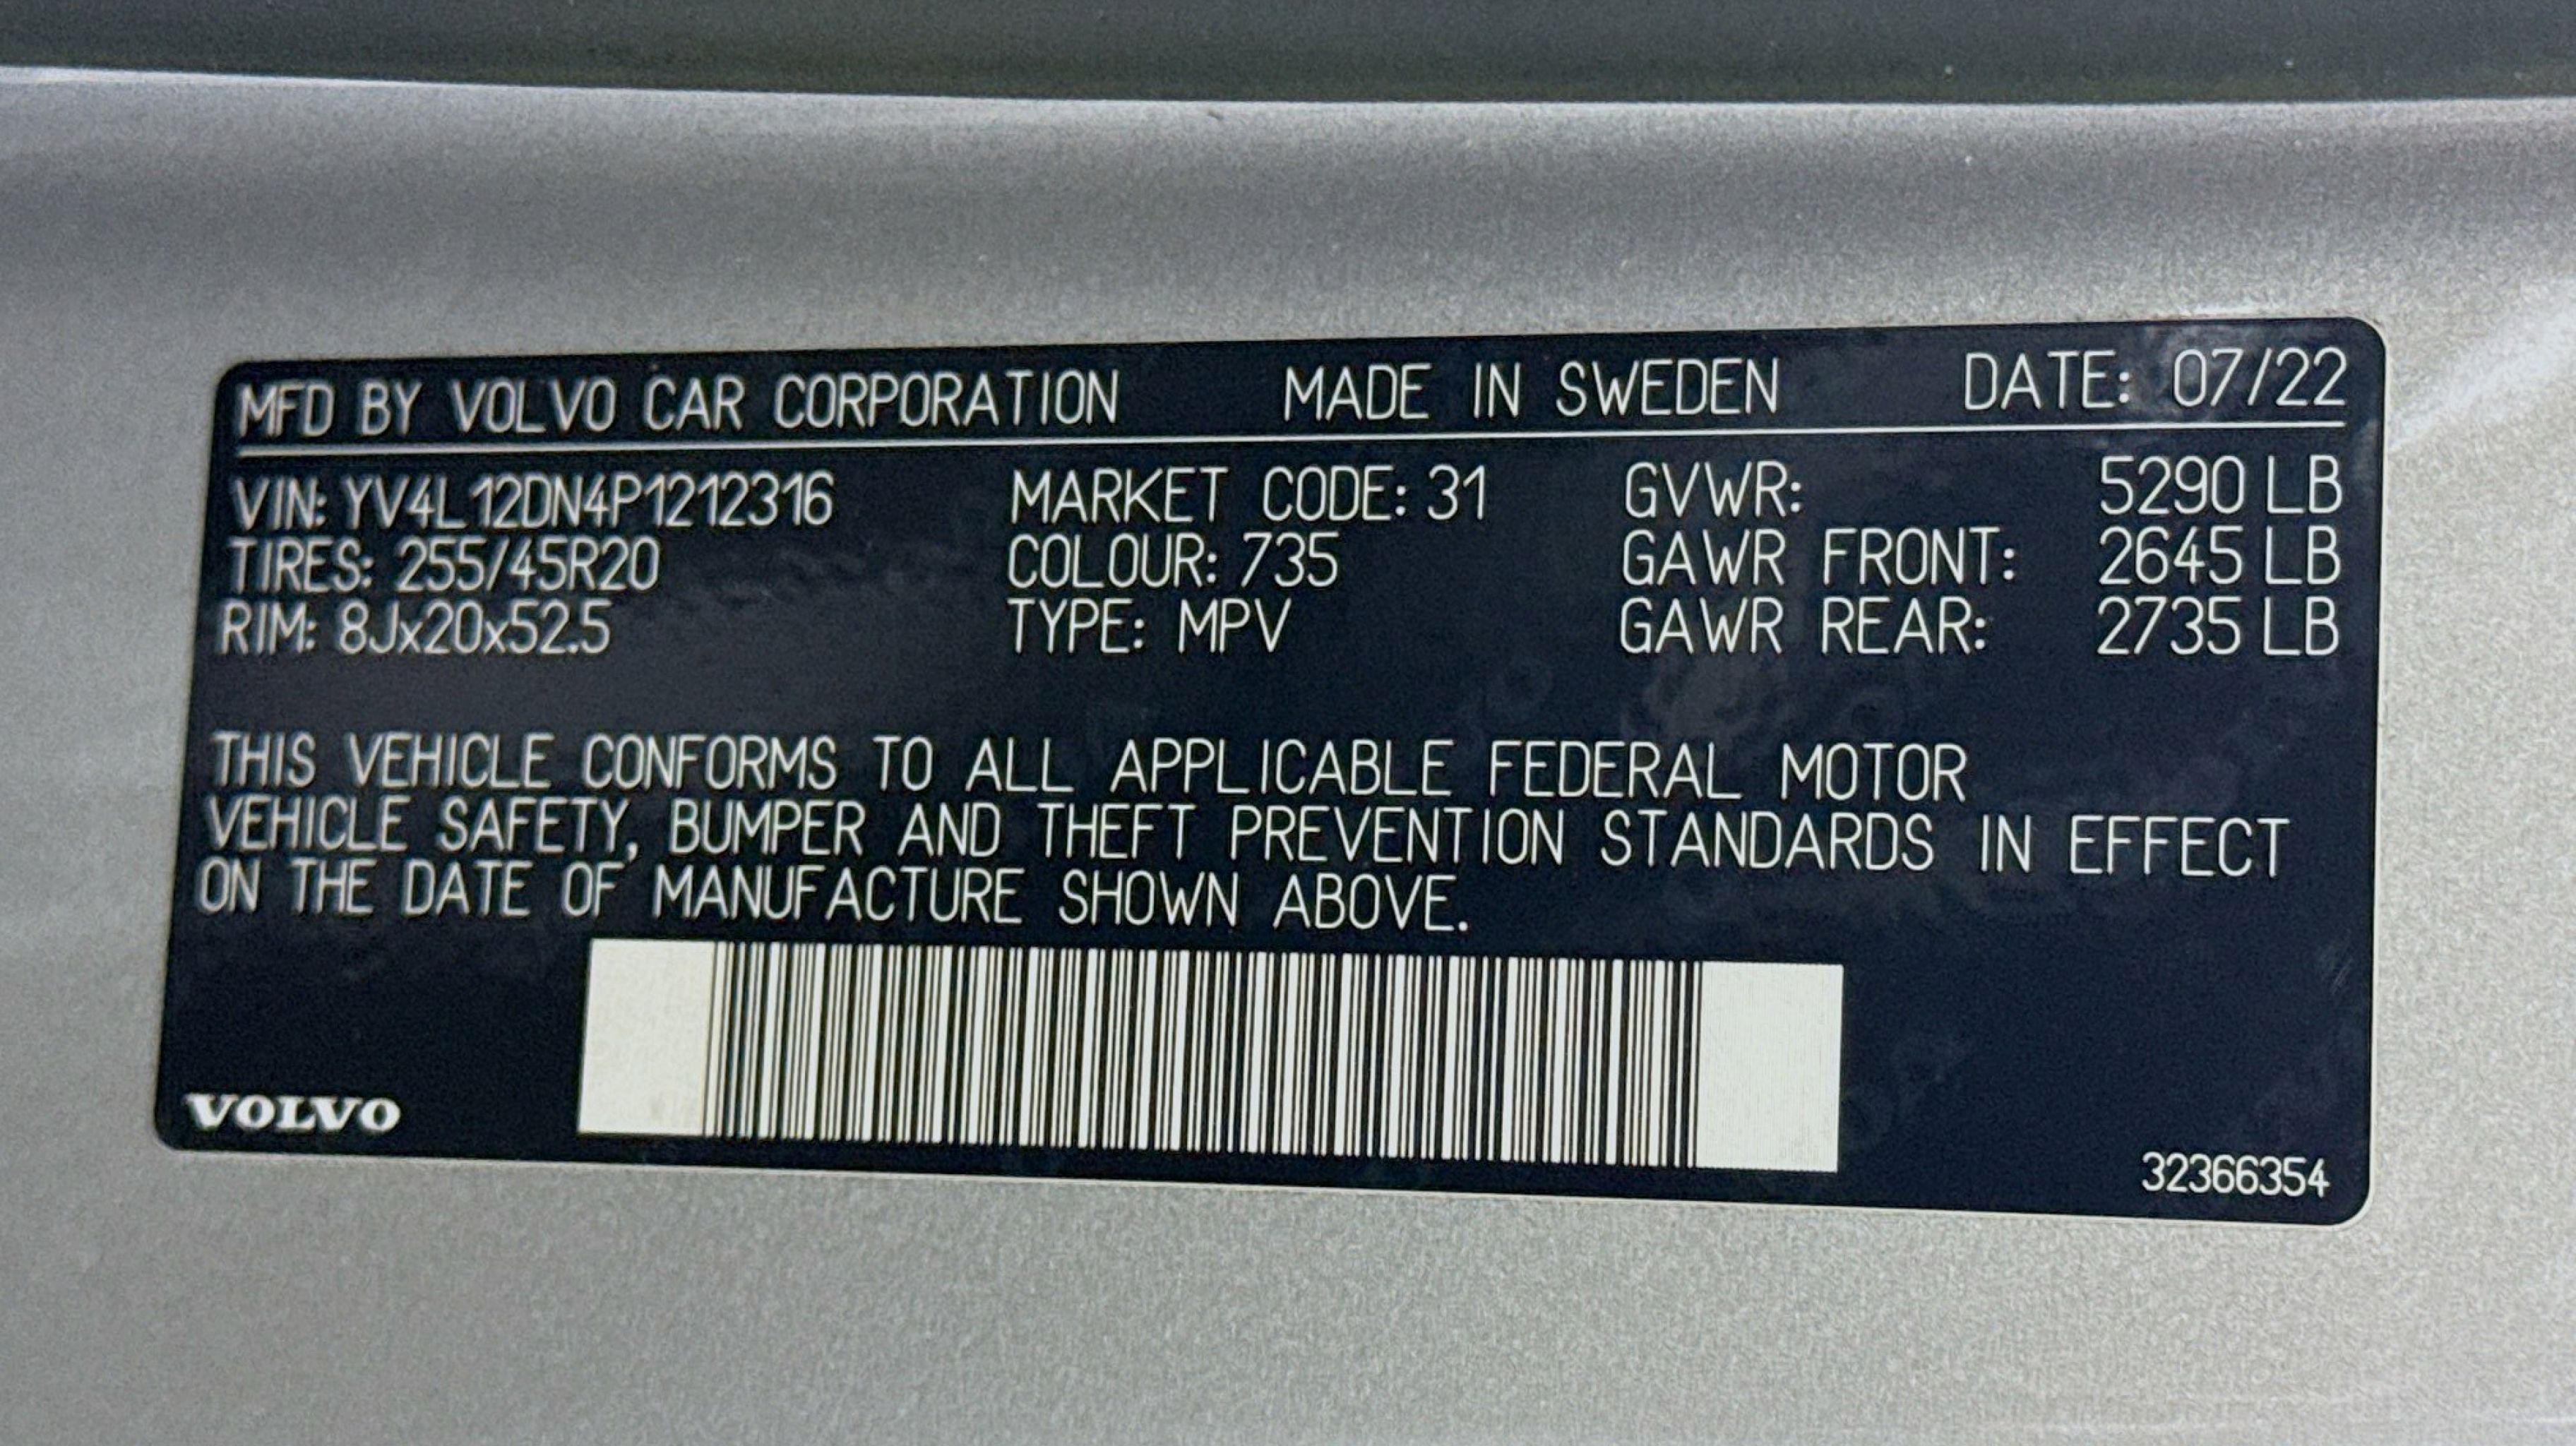 MFD BY VOLVO CAR CORPORATION MADE IN SWEDEN DATE: 07/22
VIN: YV4L12DN4P1212316 MARKET CODE: 31 GVWR: 5290 LB
TIRES: 255/45R20 COLOUR: 735 GAWR FRONT: 2645 LB
RIM: 8Jx20x52.5 TYPE: MPV GAWR REAR: 2735 LB
THIS VEHICLE CONFORMS TO ALL APPLICABLE FEDERAL MOTOR
VEHICLE SAFETY, BUMPER AND THEFT PREVENTION STANDARDS IN EFFECT
ON THE DATE OF MANUFACTURE SHOWN ABOVE.
VOLVO
32366354